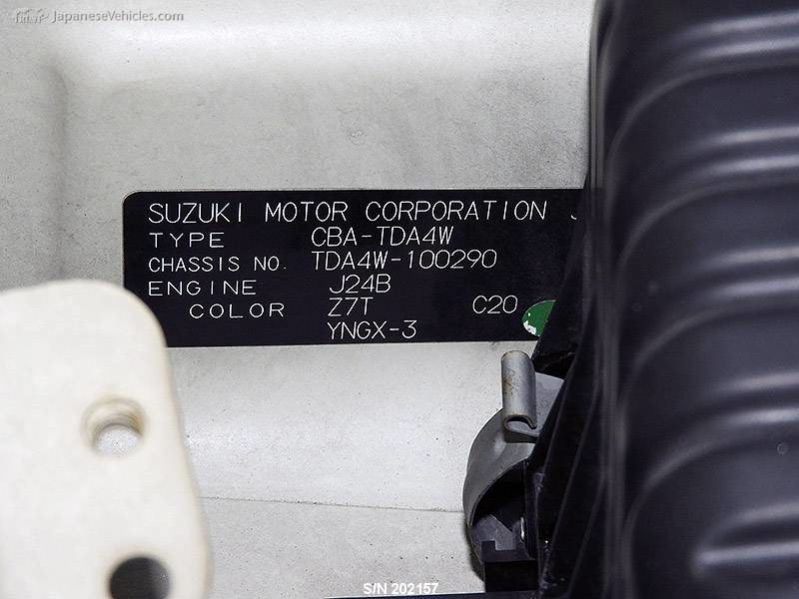 JapaneseVehicles.com
SUZUKI MOTOR CORPORATION
TYPE CBA-TDA4W
CHASSIS NO. TDA4W-100290
ENGINE J24B
COLOR Z7T C20
YNGX-3
S/N 202157